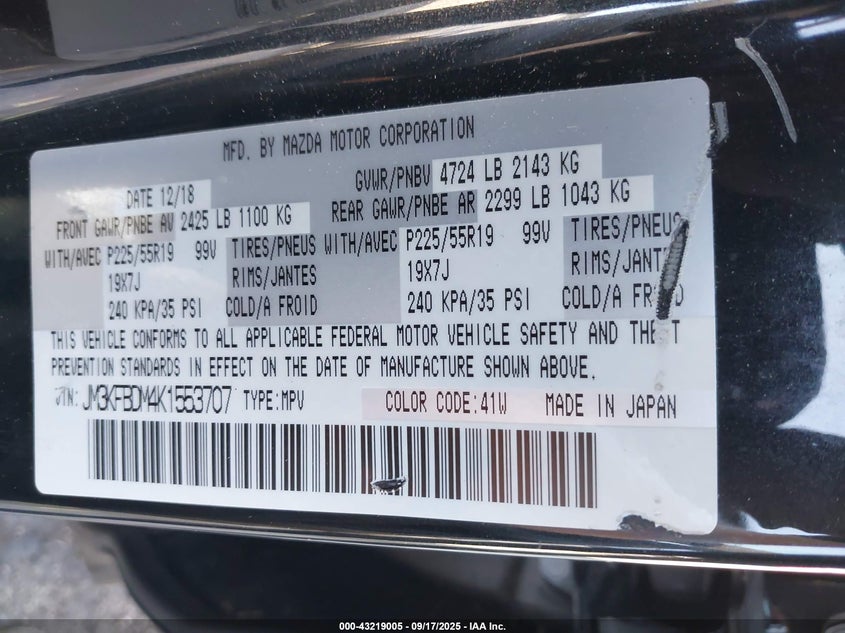 MFD. BY MAZDA MOTOR CORPORATION
DATE 12/18 GVWR/PNBV 4724 LB 2143 KG
FRONT GAWR/PNBE AV 2425 LB 1100 KG REAR GAWR/PNBE AR 2299 LB 1043 KG
WITH/AVEC P225/55R19 99V TIRES/PNEUS WITH/AVEC P225/55R19 99V TIRES/PNEUS
19X7J RIMS/JANTES 19X7J RIMS/JANTES
240 KPA/35 PSI COLD/A FROID 240 KPA/35 PSI COLD/A FROID
THIS VEHICLE CONFORMS TO ALL APPLICABLE FEDERAL MOTOR VEHICLE SAFETY AND THEFT
PREVENTION STANDARDS IN EFFECT ON THE DATE OF MANUFACTURE SHOWN ABOVE.
VIN: JM3KFBDM4K1553707 TYPE:MPV COLOR CODE:41W MADE IN JAPAN
000-43219005 - 09/17/2025 - IAA Inc.